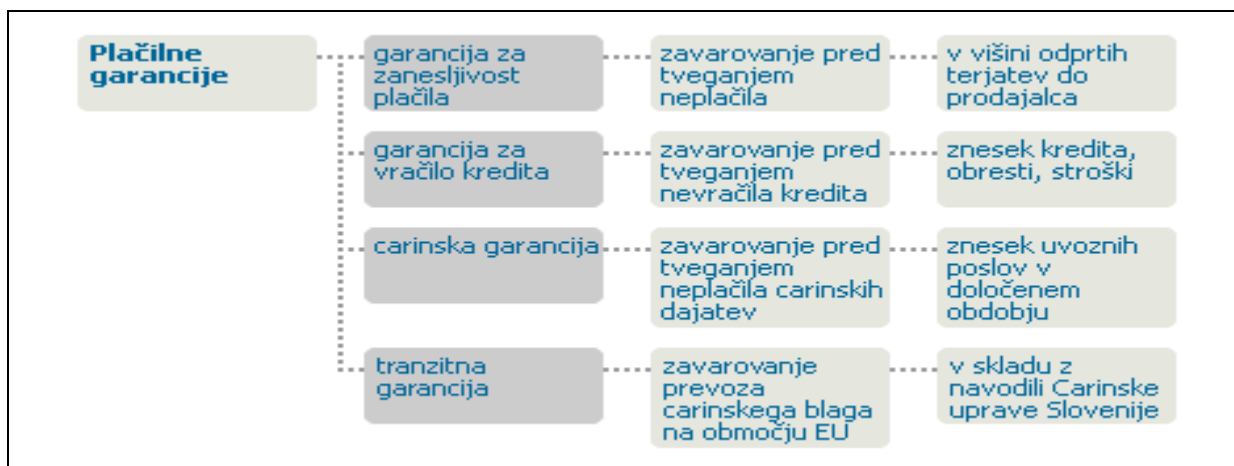 Plačilne
garancije
garancija za
zanesljivost
plačila
zavarovanje pred
tveganjem
neplačila
v višini odprtih
terjatev do
prodajalca
garancija za
vračilo kredita
zavarovanje pred
tveganjem
nevračila kredita
znesek kredita,
obresti, stroški
carinska garancija
zavarovanje pred
tveganjem
neplačila carinskih
dajatev
znesek uvoznih
poslov v
določenem
obdobju
tranzitna
garancija
zavarovanje
prevoza
carinskega blaga
na območju EU
v skladu z
navodili Carinske
uprave Slovenije